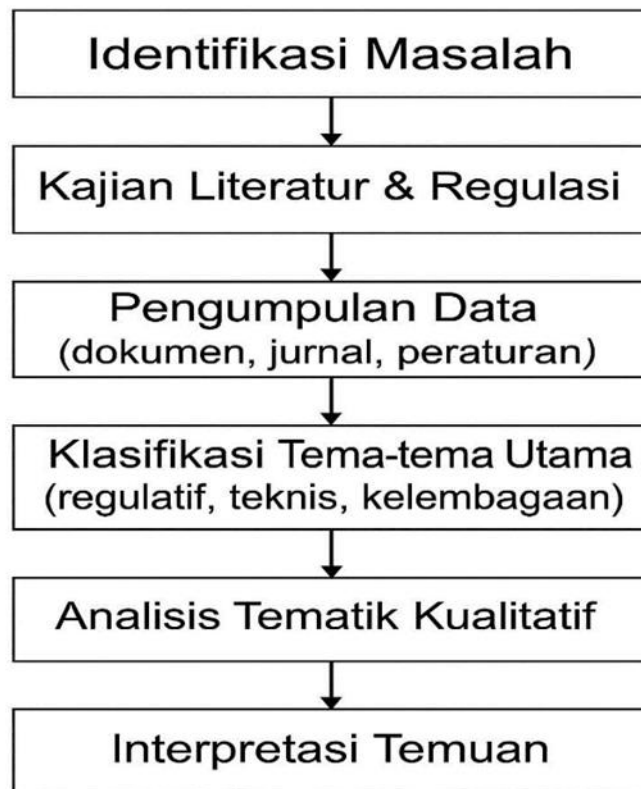 Identifikasi Masalah
Kajian Literatur & Regulasi
Pengumpulan Data
(dokumen, jurnal, peraturan)
Klasifikasi Tema-tema Utama
(regulatif, teknis, kelembagaan)
Analisis Tematik Kualitatif
Interpretasi Temuan